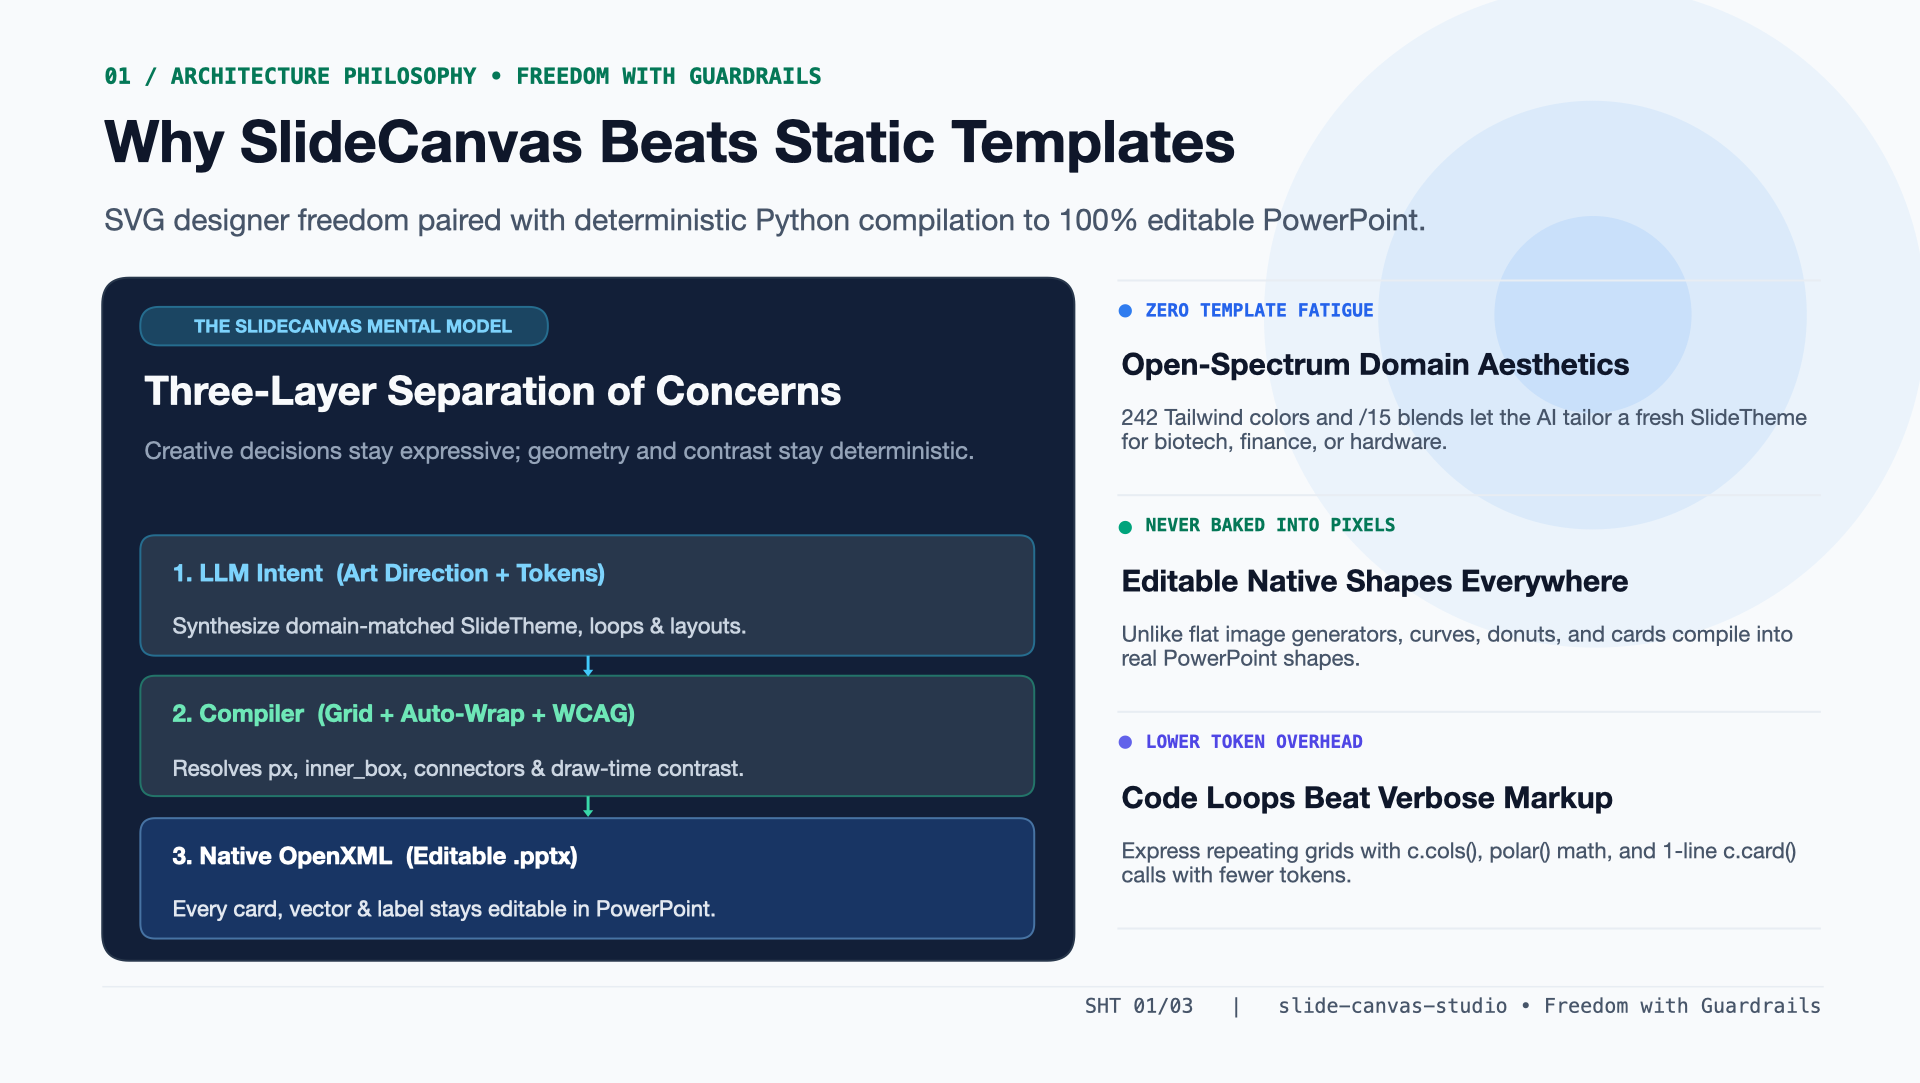 01 / ARCHITECTURE PHILOSOPHY • FREEDOM WITH GUARDRAILS
Why SlideCanvas Beats Static Templates
SVG designer freedom paired with deterministic Python compilation to 100% editable PowerPoint.
THE SLIDECANVAS MENTAL MODEL
Three-Layer Separation of Concerns
Creative decisions stay expressive; geometry and contrast stay deterministic.
1. LLM Intent (Art Direction + Tokens)
Synthesize domain-matched SlideTheme, loops & layouts.
2. Compiler (Grid + Auto-Wrap + WCAG)
Resolves px, inner_box, connectors & draw-time contrast.
3. Native OpenXML (Editable .pptx)
Every card, vector & label stays editable in PowerPoint.
ZERO TEMPLATE FATIGUE
Open-Spectrum Domain Aesthetics
242 Tailwind colors and /15 blends let the AI tailor a fresh SlideTheme
for biotech, finance, or hardware.
NEVER BAKED INTO PIXELS
Editable Native Shapes Everywhere
Unlike flat image generators, curves, donuts, and cards compile into
real PowerPoint shapes.
LOWER TOKEN OVERHEAD
Code Loops Beat Verbose Markup
Express repeating grids with c.cols(), polar() math, and 1-line c.card()
calls with fewer tokens.
SHT 01/03 | slide-canvas-studio • Freedom with Guardrails